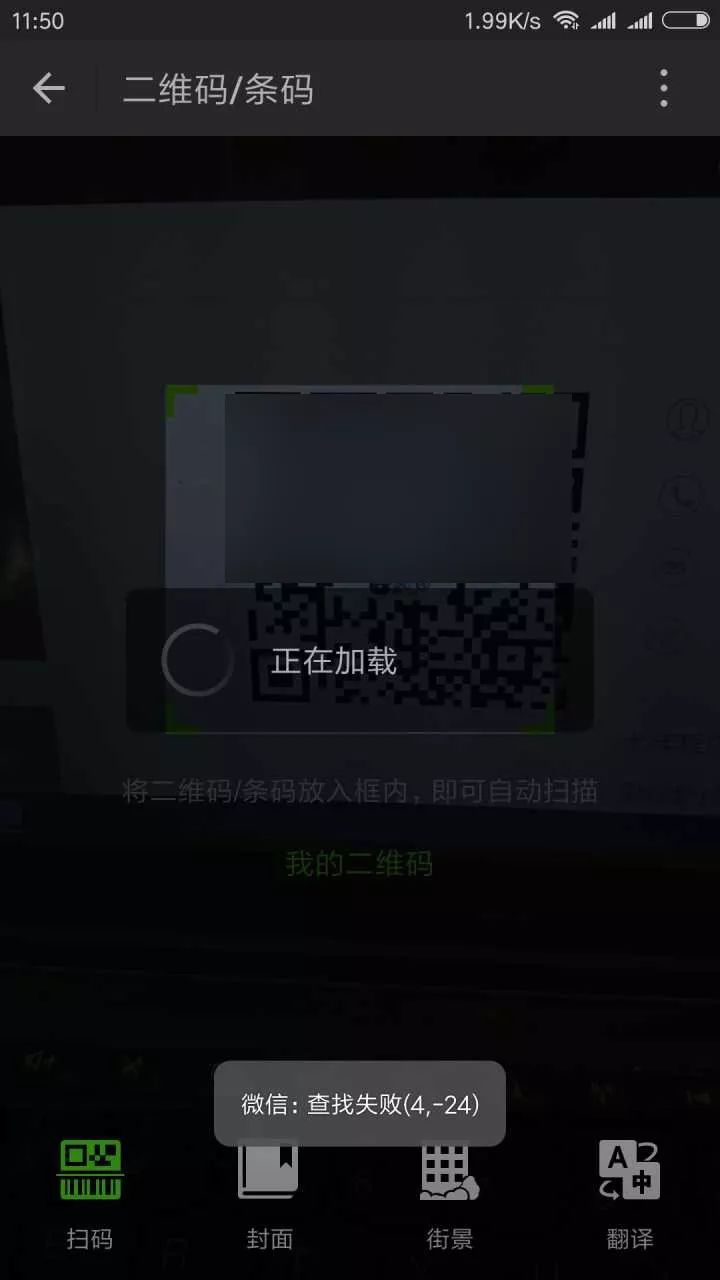 11:50
1.99K/s
二维码/条码
正在加载
将二维码/条码放入框内，即可自动扫描
我的二维码
微信：查找失败(4,-24)
扫码
封面
街景
翻译